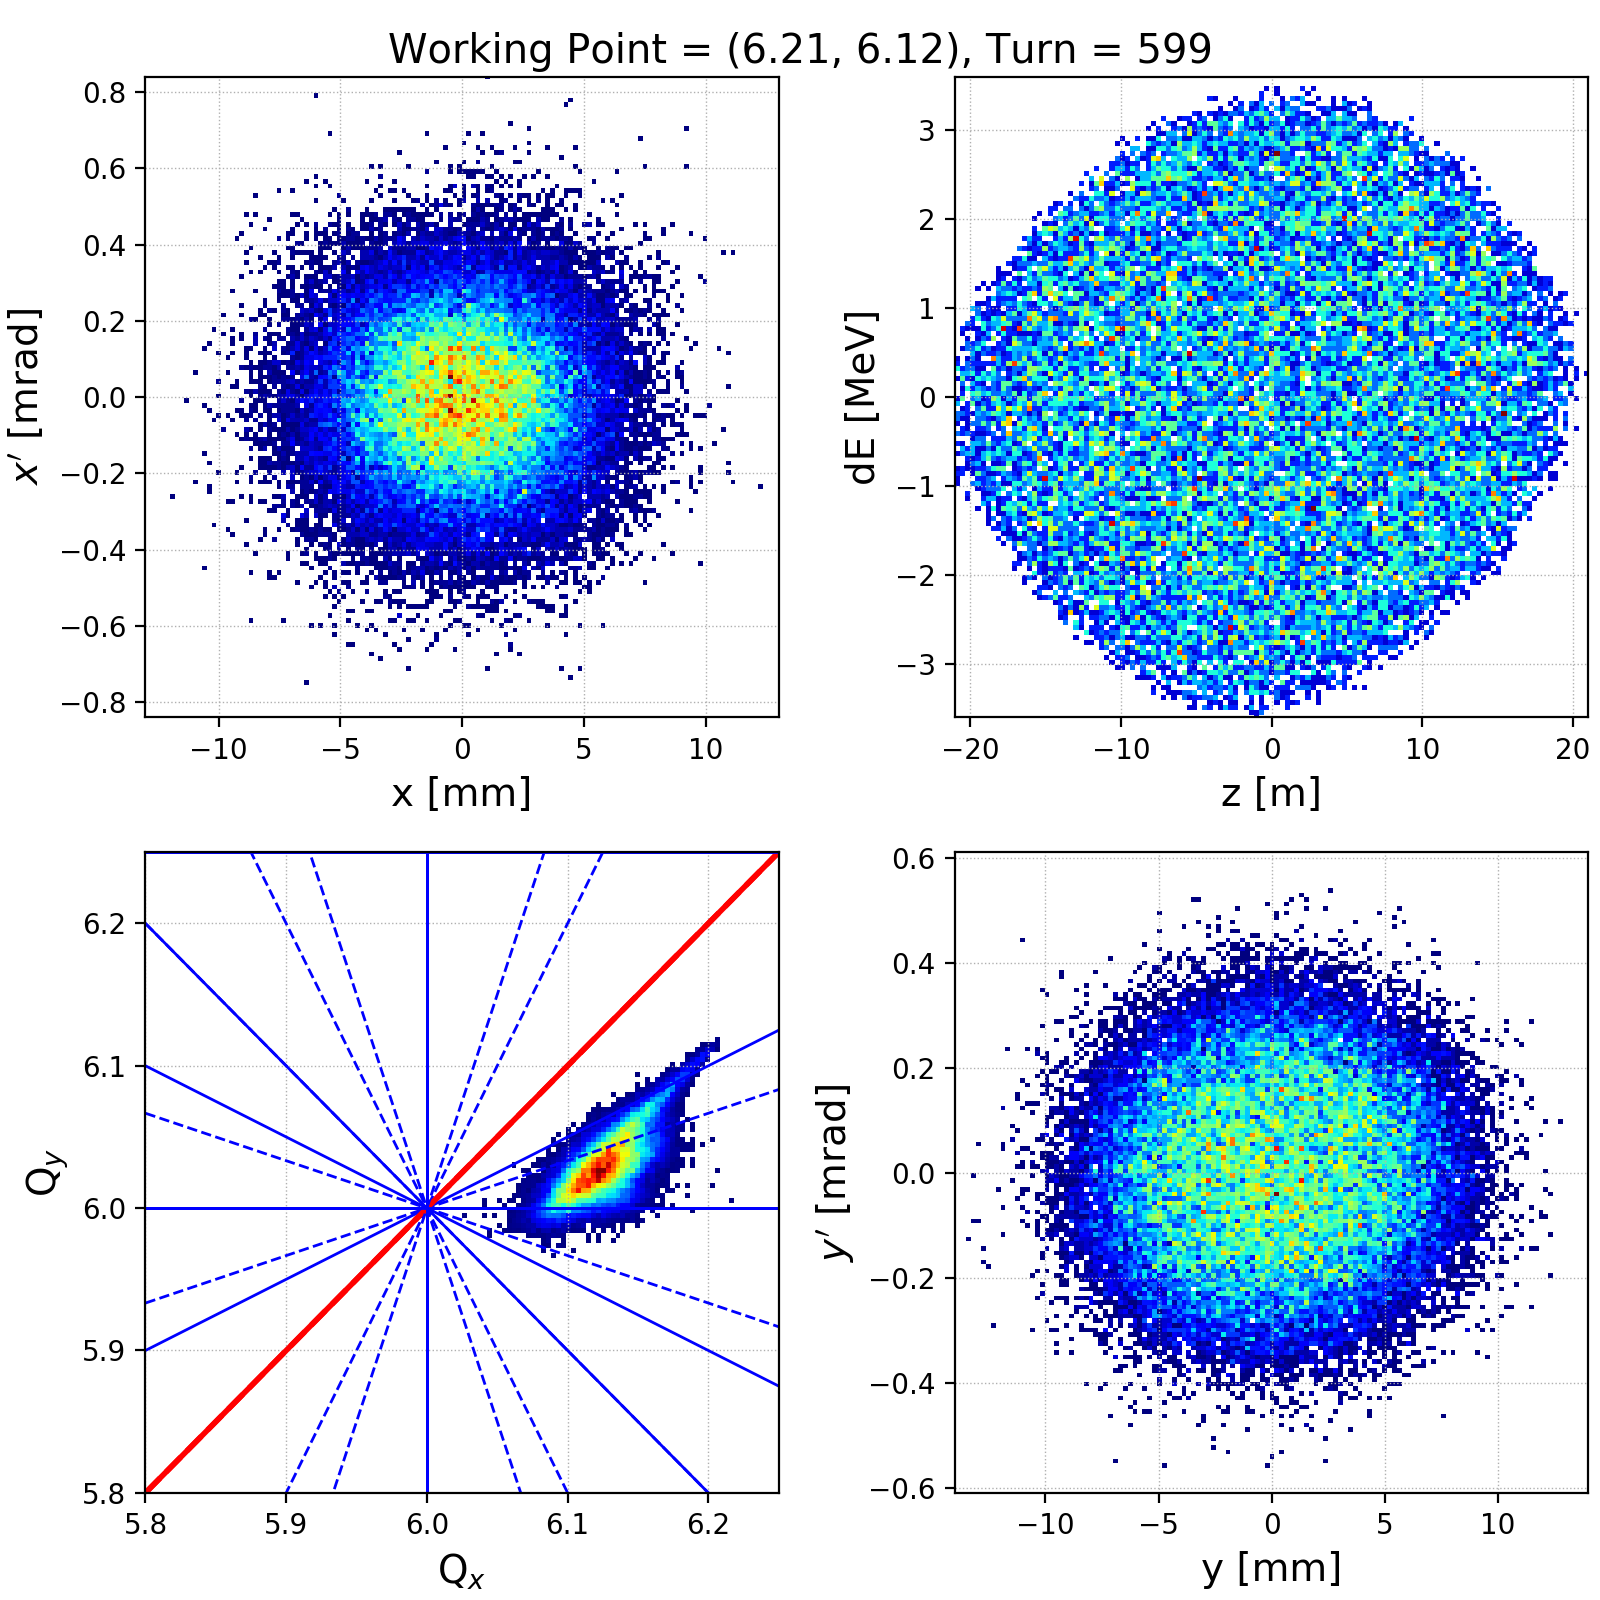 Working Point = (6.21, 6.12), Turn = 599
0.8
0.6
0.4
0.2
0.0
−0.2
−0.4
−0.6
−0.8
x′ [mrad]
−10 −5 0 5 10
x [mm]
3
2
1
0
−1
−2
−3
dE [MeV]
−20 −10 0 10 20
z [m]
6.2
6.1
6.0
5.9
5.8
Qy
5.8 5.9 6.0 6.1 6.2
Qx
0.6
0.4
0.2
0.0
−0.2
−0.4
−0.6
y′ [mrad]
−10 −5 0 5 10
y [mm]